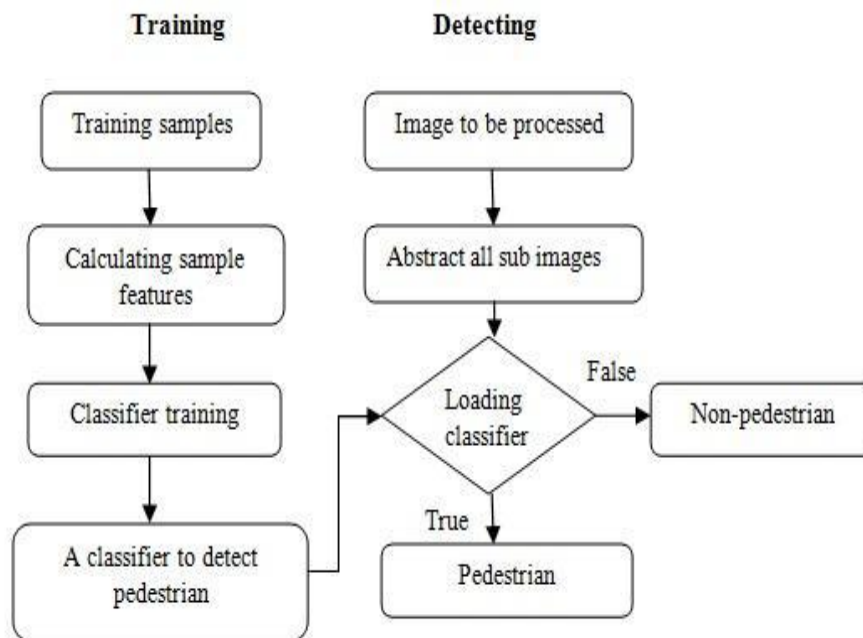 Training
Detecting
Training samples
Image to be processed
Calculating sample
features
Abstract all sub images
Classifier training
Loading
classifier
False
Non-pedestrian
True
A classifier to detect
pedestrian
Pedestrian